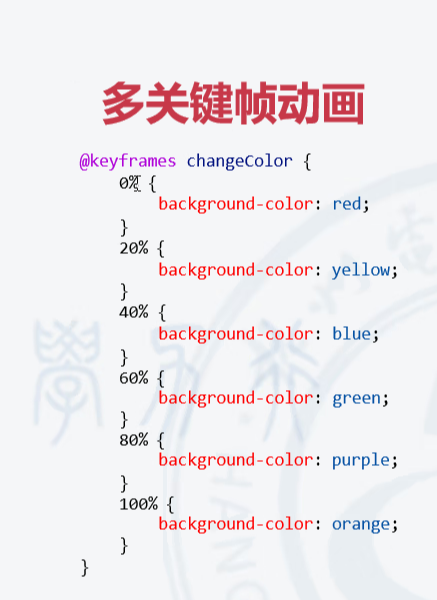 多关键帧动画
@keyframes changeColor {
0% {
background-color: red;
}
20% {
background-color: yellow;
}
40% {
background-color: blue;
}
60% {
background-color: green;
}
80% {
background-color: purple;
}
100% {
background-color: orange;
}
}